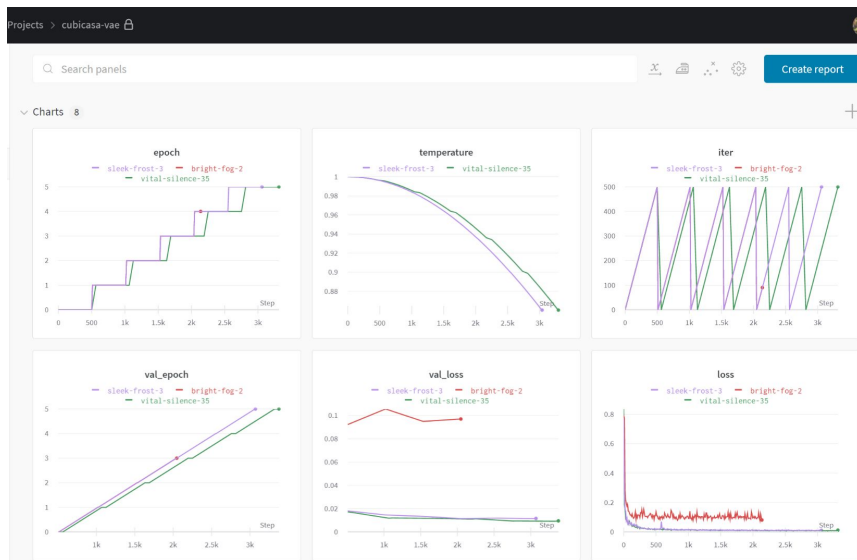 Projects > cubicasa-vae
Search panels
Create report
Charts 8
epoch
sleek-frost-3 bright-fog-2
vital-silence-35
5
4
3
2
1
0
Step
0 500 1k 1.5k 2k 2.5k 3k
temperature
sleek-frost-3 vital-silence-35
1
0.98
0.96
0.94
0.92
0.9
0.88
Step
0 500 1k 1.5k 2k 2.5k 3k
iter
sleek-frost-3 bright-fog-2
vital-silence-35
500
400
300
200
100
0
Step
0 500 1k 1.5k 2k 2.5k 3k
val_epoch
sleek-frost-3 bright-fog-2
vital-silence-35
5
4
3
2
1
0
Step
1k 1.5k 2k 2.5k 3k
val_loss
sleek-frost-3 bright-fog-2
vital-silence-35
0.1
0.08
0.06
0.04
0.02
0
Step
1k 1.5k 2k 2.5k 3k
loss
sleek-frost-3 bright-fog-2
vital-silence-35
0.8
0.6
0.4
0.2
0
Step
0 500 1k 1.5k 2k 2.5k 3k